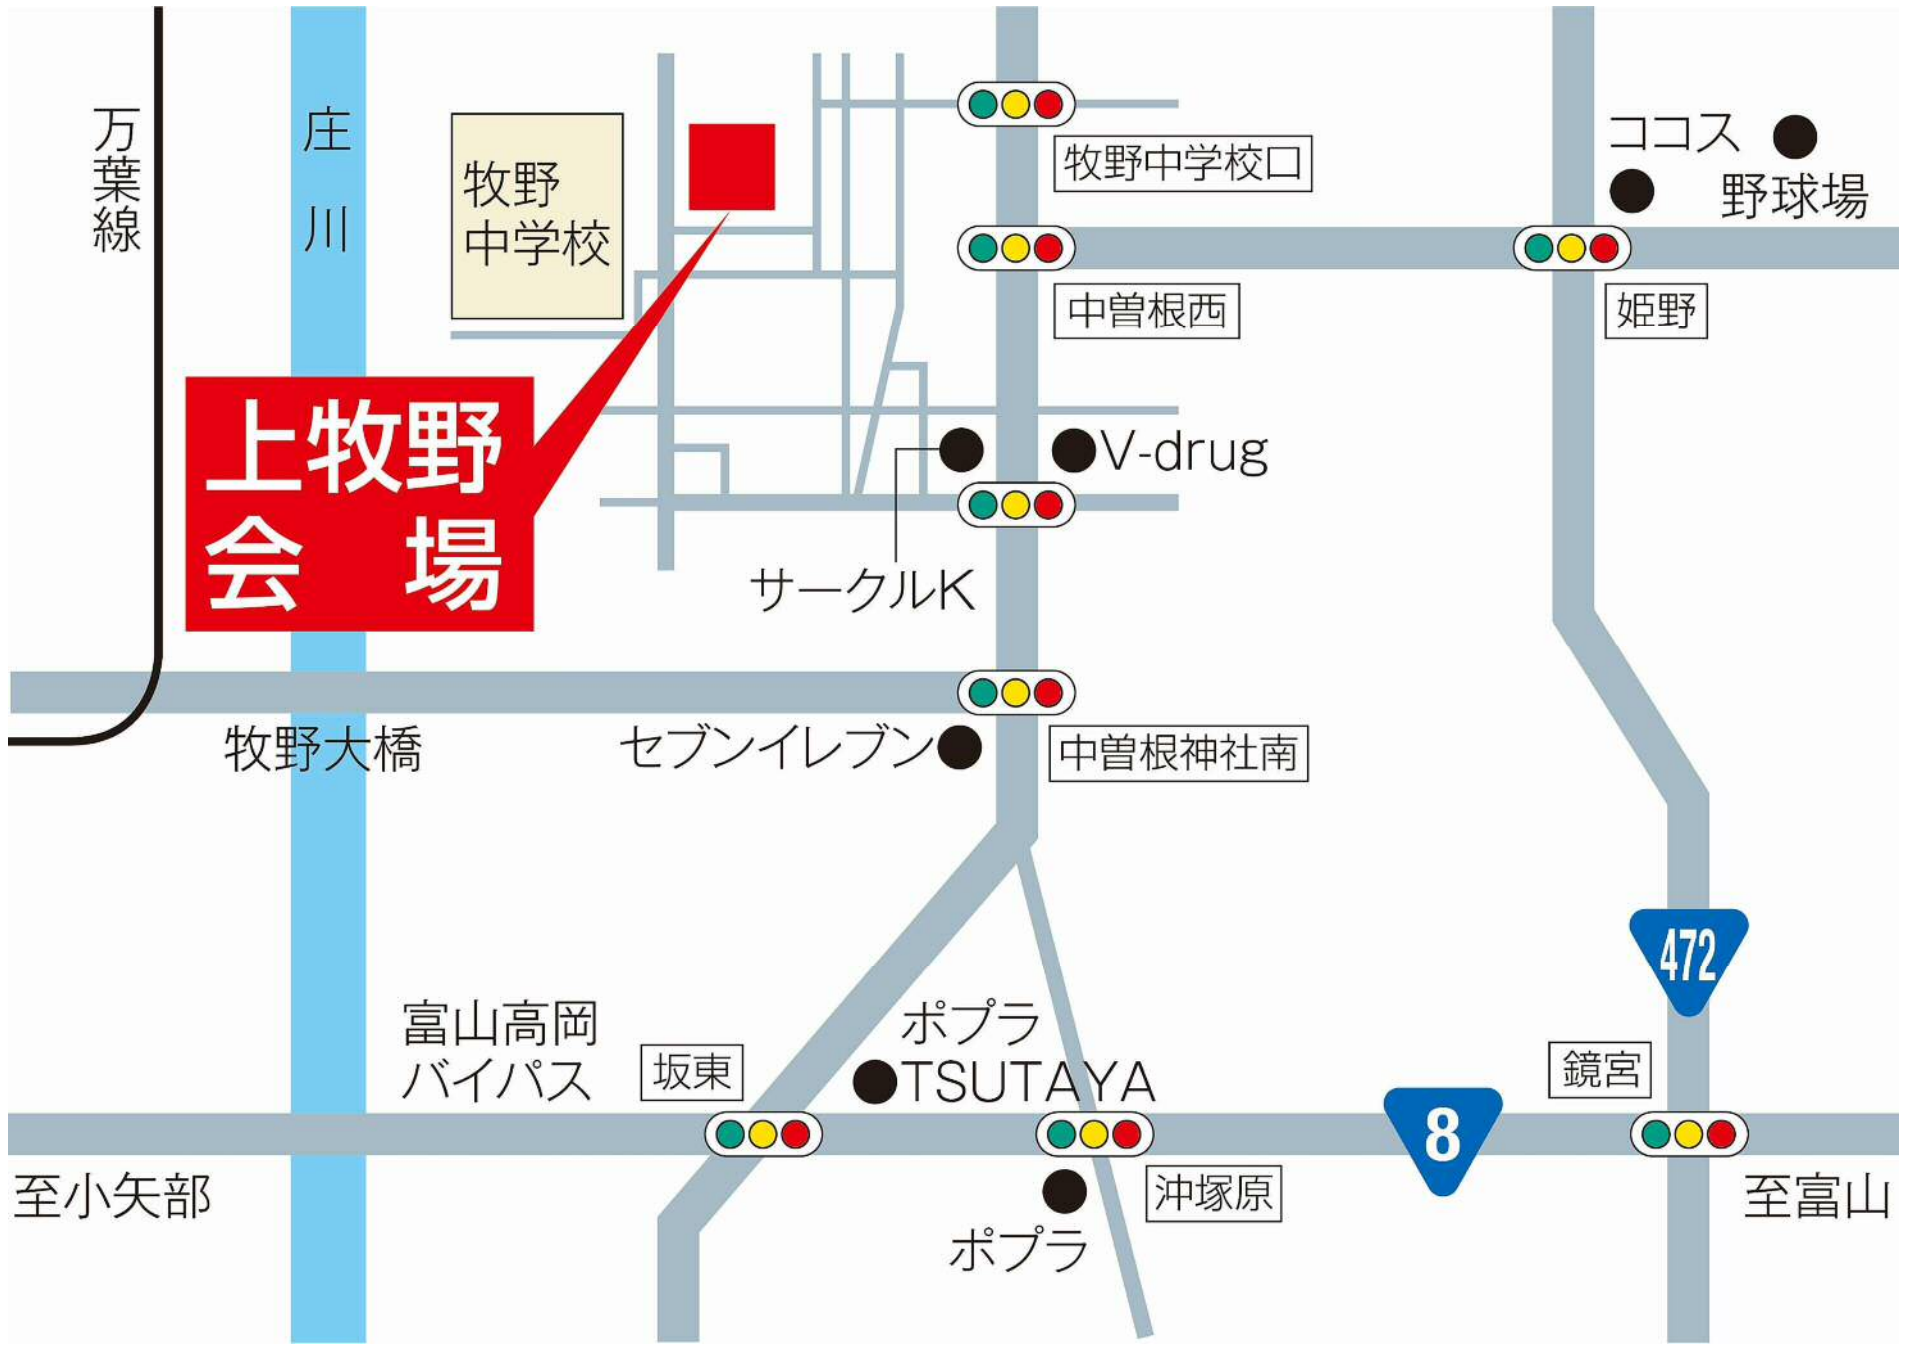 万葉線
庄川
牧野
中学校
牧野中学校口
ココス
野球場
中曽根西
姫野
上牧野
会場
V-drug
サークルK
牧野大橋
セブンイレブン
中曽根神社南
472
富山高岡
バイパス
坂東
ポプラ
TSUTAYA
鏡宮
8
至小矢部
沖塚原
至富山
ポプラ